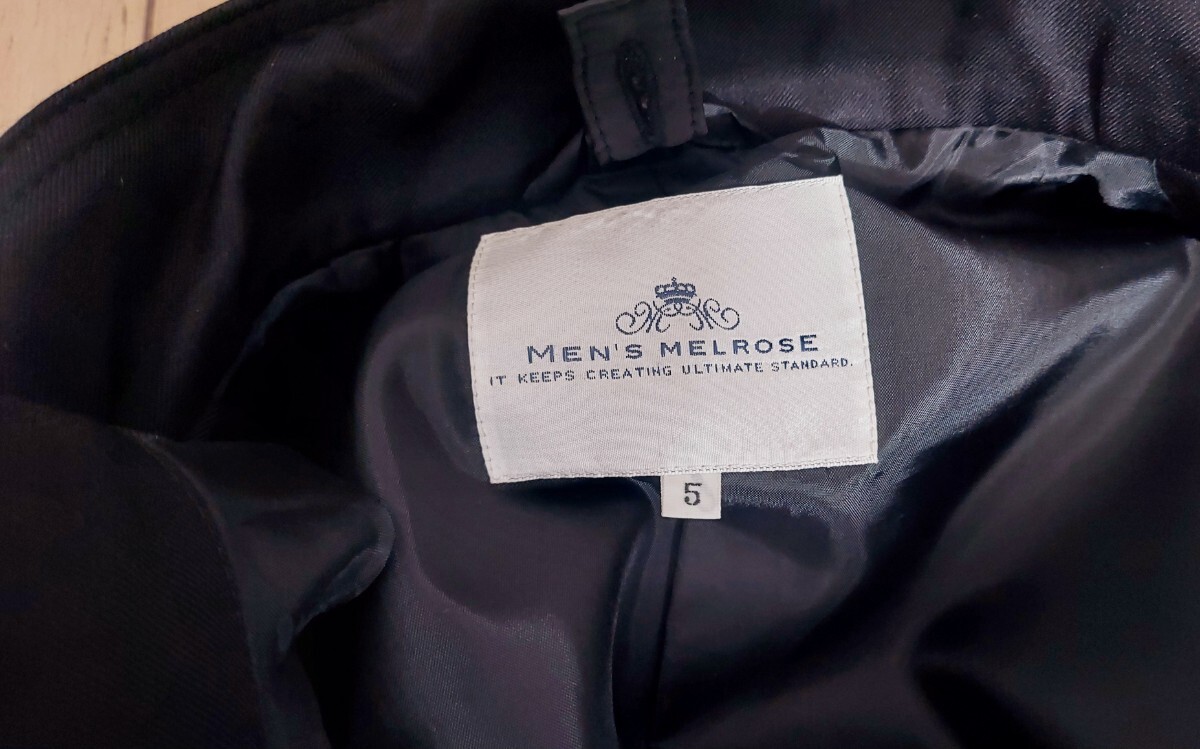 MEN'S MELROSE
IT KEEPS CREATING ULTIMATE STANDARD.
5